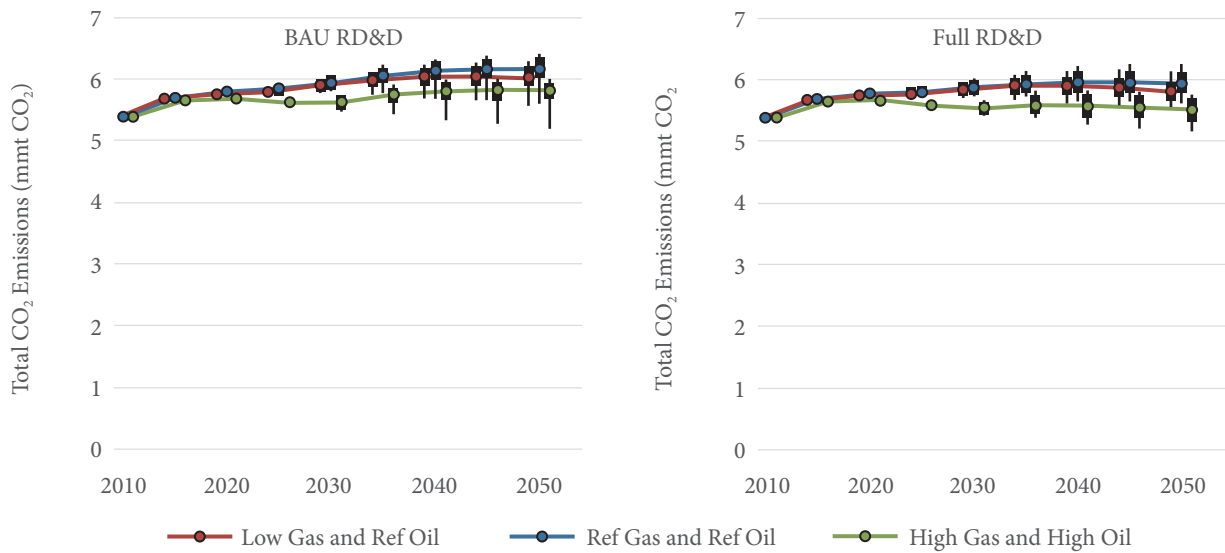 BAU RD&D
Total CO₂ Emissions (mmt CO₂)
7
6
5
4
3
2
1
0
2010 2020 2030 2040 2050
Full RD&D
Total CO₂ Emissions (mmt CO₂
7
6
5
4
3
2
1
0
2010 2020 2030 2040 2050
Low Gas and Ref Oil Ref Gas and Ref Oil High Gas and High Oil